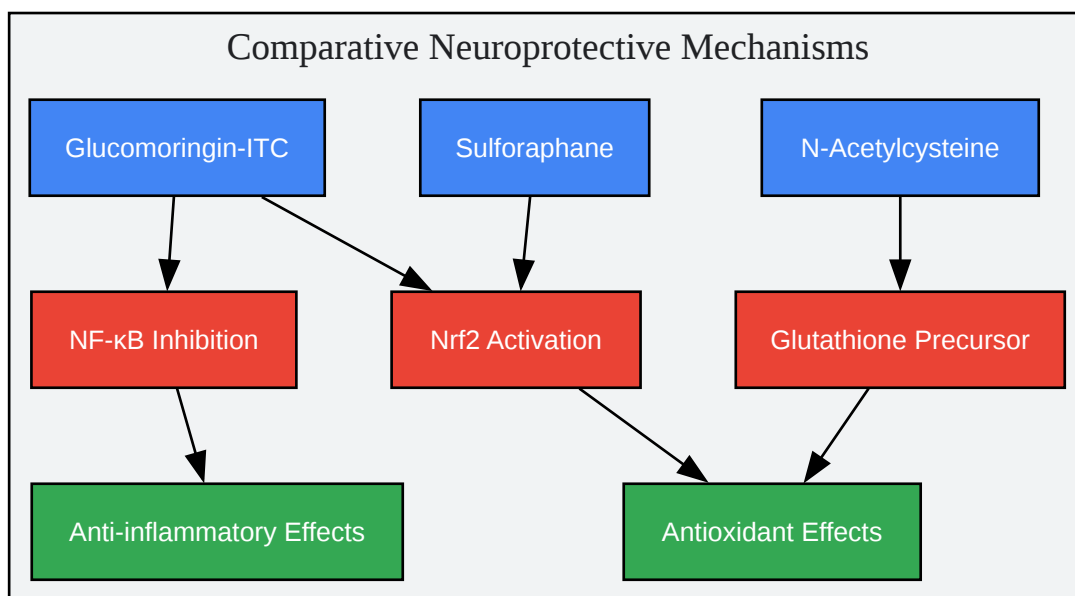 Comparative Neuroprotective Mechanisms
Glucomoringin-ITC
Sulforaphane
N-Acetylcysteine
NF-κB Inhibition
Nrf2 Activation
Glutathione Precursor
Anti-inflammatory Effects
Antioxidant Effects